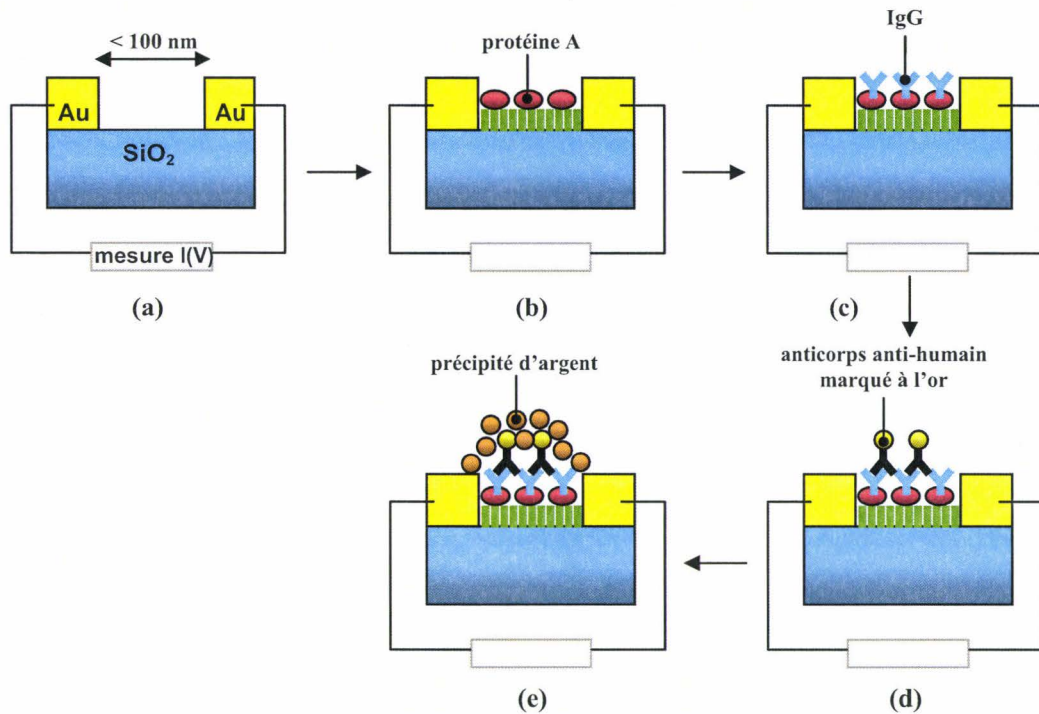 < 100 nm
Au
Au
SiO₂
mesure I(V)
(a)
protéine A
(b)
IgG
(c)
anticorps anti-humain
marqué à l'or
(d)
précipité d'argent
(e)